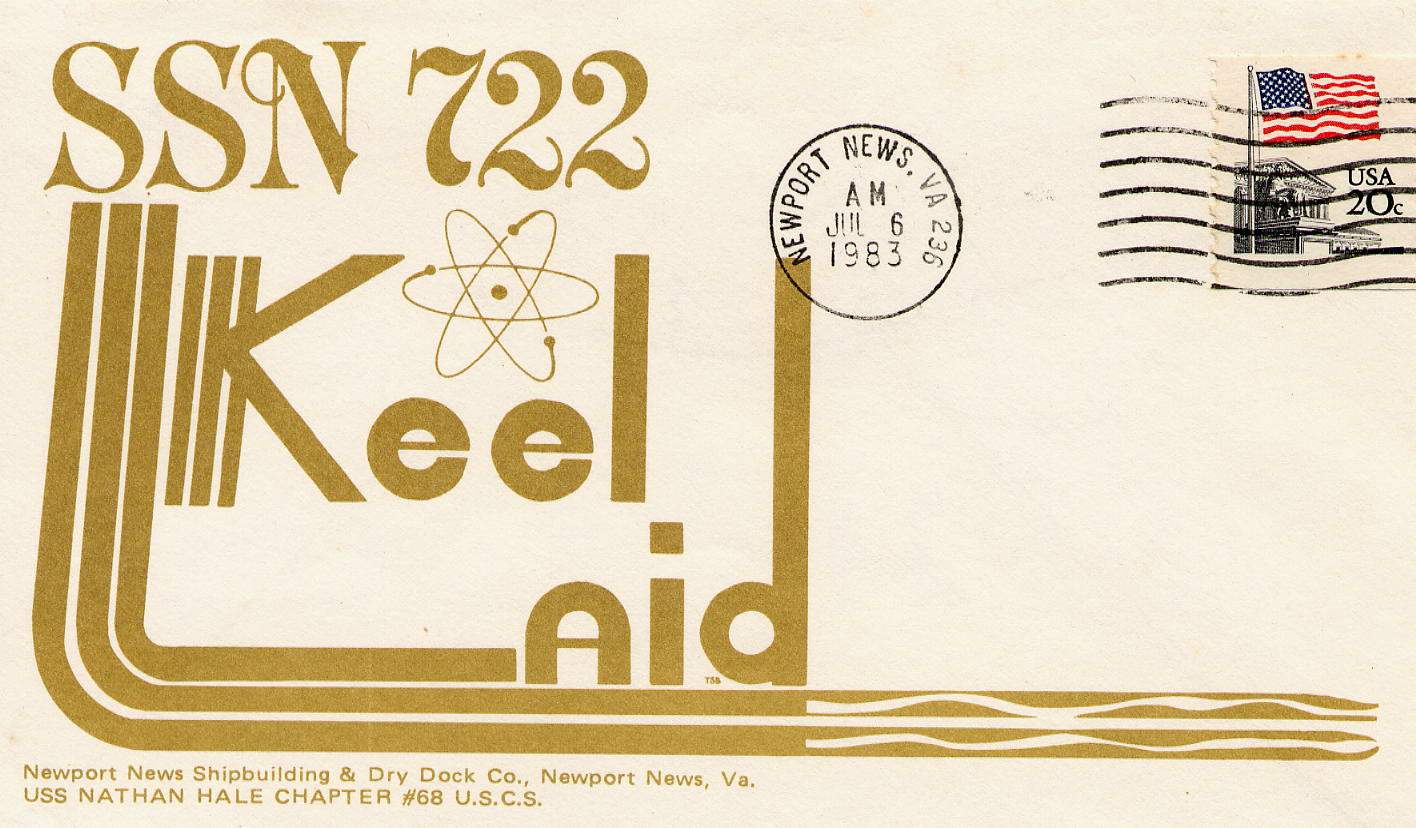 SSN 722
Keel
Laid
TSB
Newport News Shipbuilding & Dry Dock Co., Newport News, Va.
USS NATHAN HALE CHAPTER #68 U.S.C.S.
NEWPORT NEWS, VA 236
AM
JUL 6
1983
USA
20c